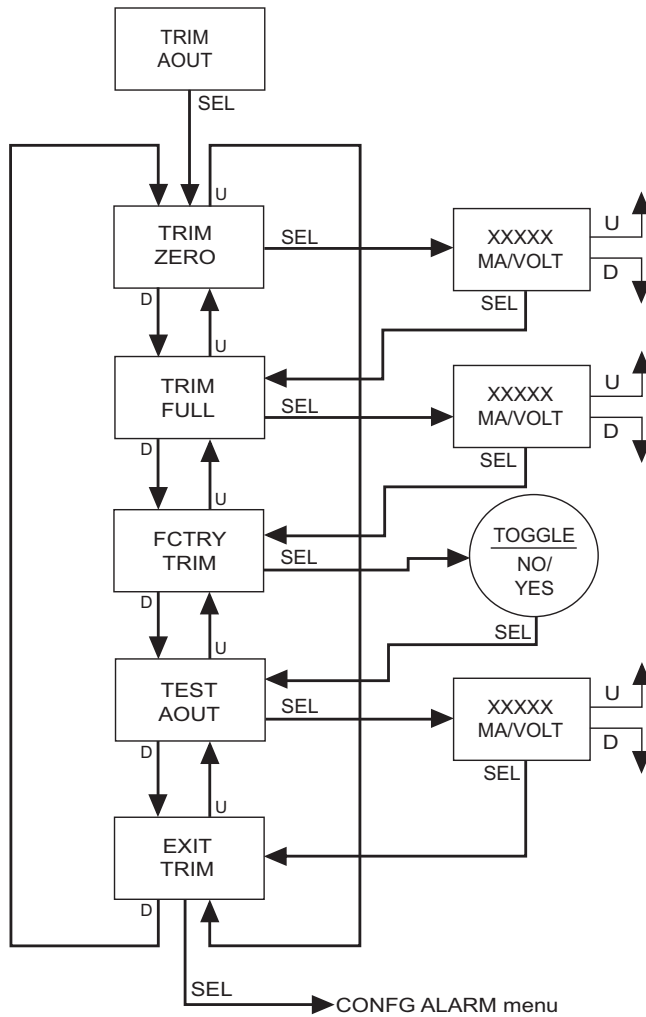 TRIM
AOUT
SEL
U
TRIM
ZERO
SEL
XXXXX
MA/VOLT
U
D
D
U
SEL
TRIM
FULL
SEL
XXXXX
MA/VOLT
U
D
D
U
SEL
FCTRY
TRIM
SEL
TOGGLE
NO/
YES
D
U
SEL
TEST
AOUT
SEL
XXXXX
MA/VOLT
U
D
D
U
SEL
EXIT
TRIM
D
SEL
CONFG ALARM menu